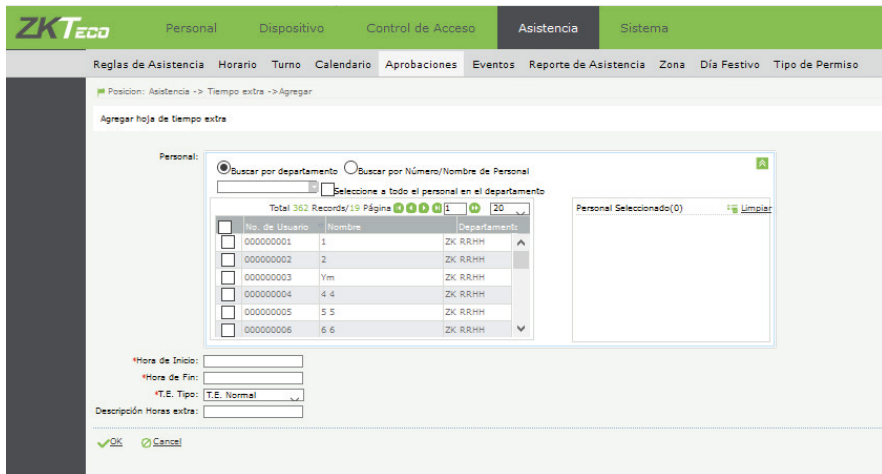 ZKTeco Personal Dispositivo Control de Acceso Asistencia Sistema
Reglas de Asistencia Horario Turno Calendario Aprobaciones Eventos Reporte de Asistencia Zona Día Festivo Tipo de Permiso
Posicion: Asistencia -> Tiempo extra ->Agregar
Agregar hoja de tiempo extra
Personal:
Buscar por departamento Buscar por Número/Nombre de Personal
Seleccione a todo el personal en el departamento
Total 362 Records/19 Página 1 20
Personal Seleccionado(0) Limpiar
No. de Usuario Nombre Departamento
000000001 1 ZK RRHH
000000002 2 ZK RRHH
000000003 Ym ZK RRHH
000000004 4 4 ZK RRHH
000000005 5 5 ZK RRHH
000000006 6 6 ZK RRHH
*Hora de Inicio:
*Hora de Fin:
*T.E. Tipo: T.E. Normal
Descripción Horas extra:
OK Cancel